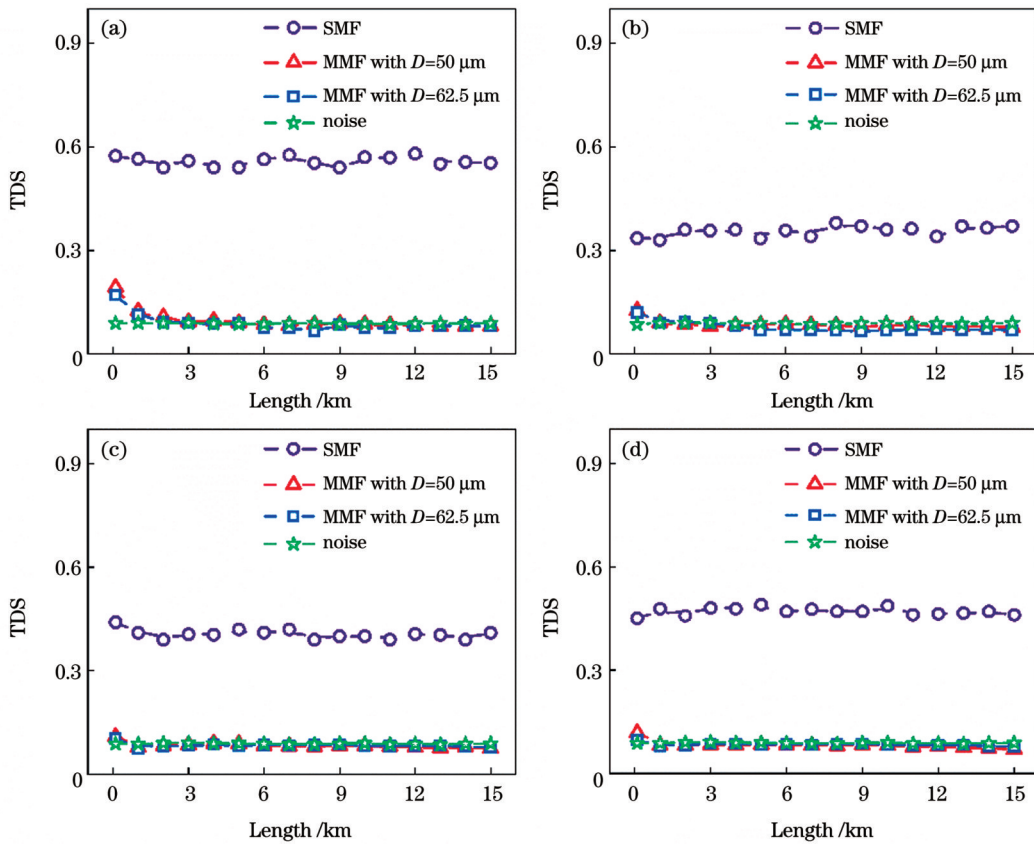 (a)
SMF
MMF with D=50 μm
MMF with D=62.5 μm
noise
0.9
0.6
0.3
0
TDS
0 3 6 9 12 15
Length /km
(b)
SMF
MMF with D=50 μm
MMF with D=62.5 μm
noise
0.9
0.6
0.3
0
TDS
0 3 6 9 12 15
Length /km
(c)
SMF
MMF with D=50 μm
MMF with D=62.5 μm
noise
0.9
0.6
0.3
0
TDS
0 3 6 9 12 15
Length /km
(d)
SMF
MMF with D=50 μm
MMF with D=62.5 μm
noise
0.9
0.6
0.3
0
TDS
0 3 6 9 12 15
Length /km